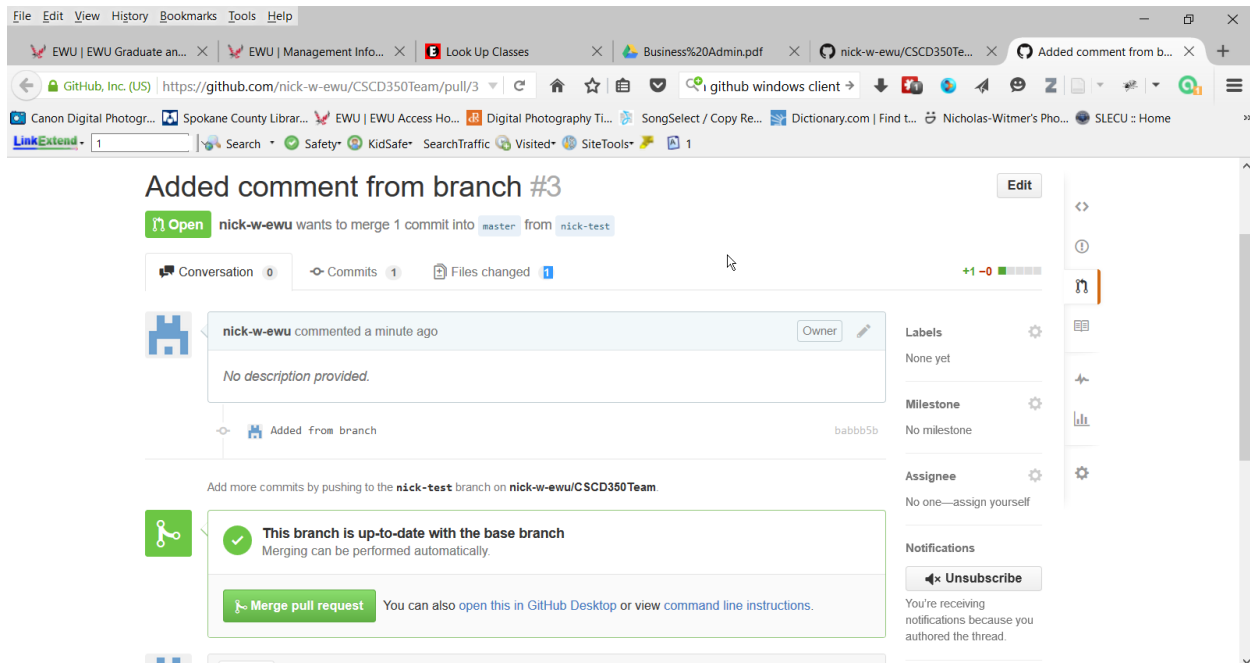 File Edit View History Bookmarks Tools Help
EWU | EWU Graduate an... EWU | Management Info... Look Up Classes Business%20Admin.pdf nick-w-ewu/CSCD350Te... Added comment from b...
GitHub, Inc. (US) https://github.com/nick-w-ewu/CSCD350Team/pull/3 github windows client
Canon Digital Photogr... Spokane County Librar... EWU | EWU Access Ho... Digital Photography Ti... SongSelect / Copy Re... Dictionary.com | Find t... Nicholas-Witmer's Pho... SLECU :: Home
LinkExtend 1 Search Safety KidSafe SearchTraffic Visited SiteTools 1
Added comment from branch #3 Edit
Open nick-w-ewu wants to merge 1 commit into master from nick-test
Conversation 0 Commits 1 Files changed 1 +1 −0
nick-w-ewu commented a minute ago Owner
No description provided.
Added from branch babbb5b
Add more commits by pushing to the nick-test branch on nick-w-ewu/CSCD350Team.
This branch is up-to-date with the base branch
Merging can be performed automatically.
Merge pull request You can also open this in GitHub Desktop or view command line instructions.
Labels
None yet
Milestone
No milestone
Assignee
No one—assign yourself
Notifications
Unsubscribe
You're receiving
notifications because you
authored the thread.